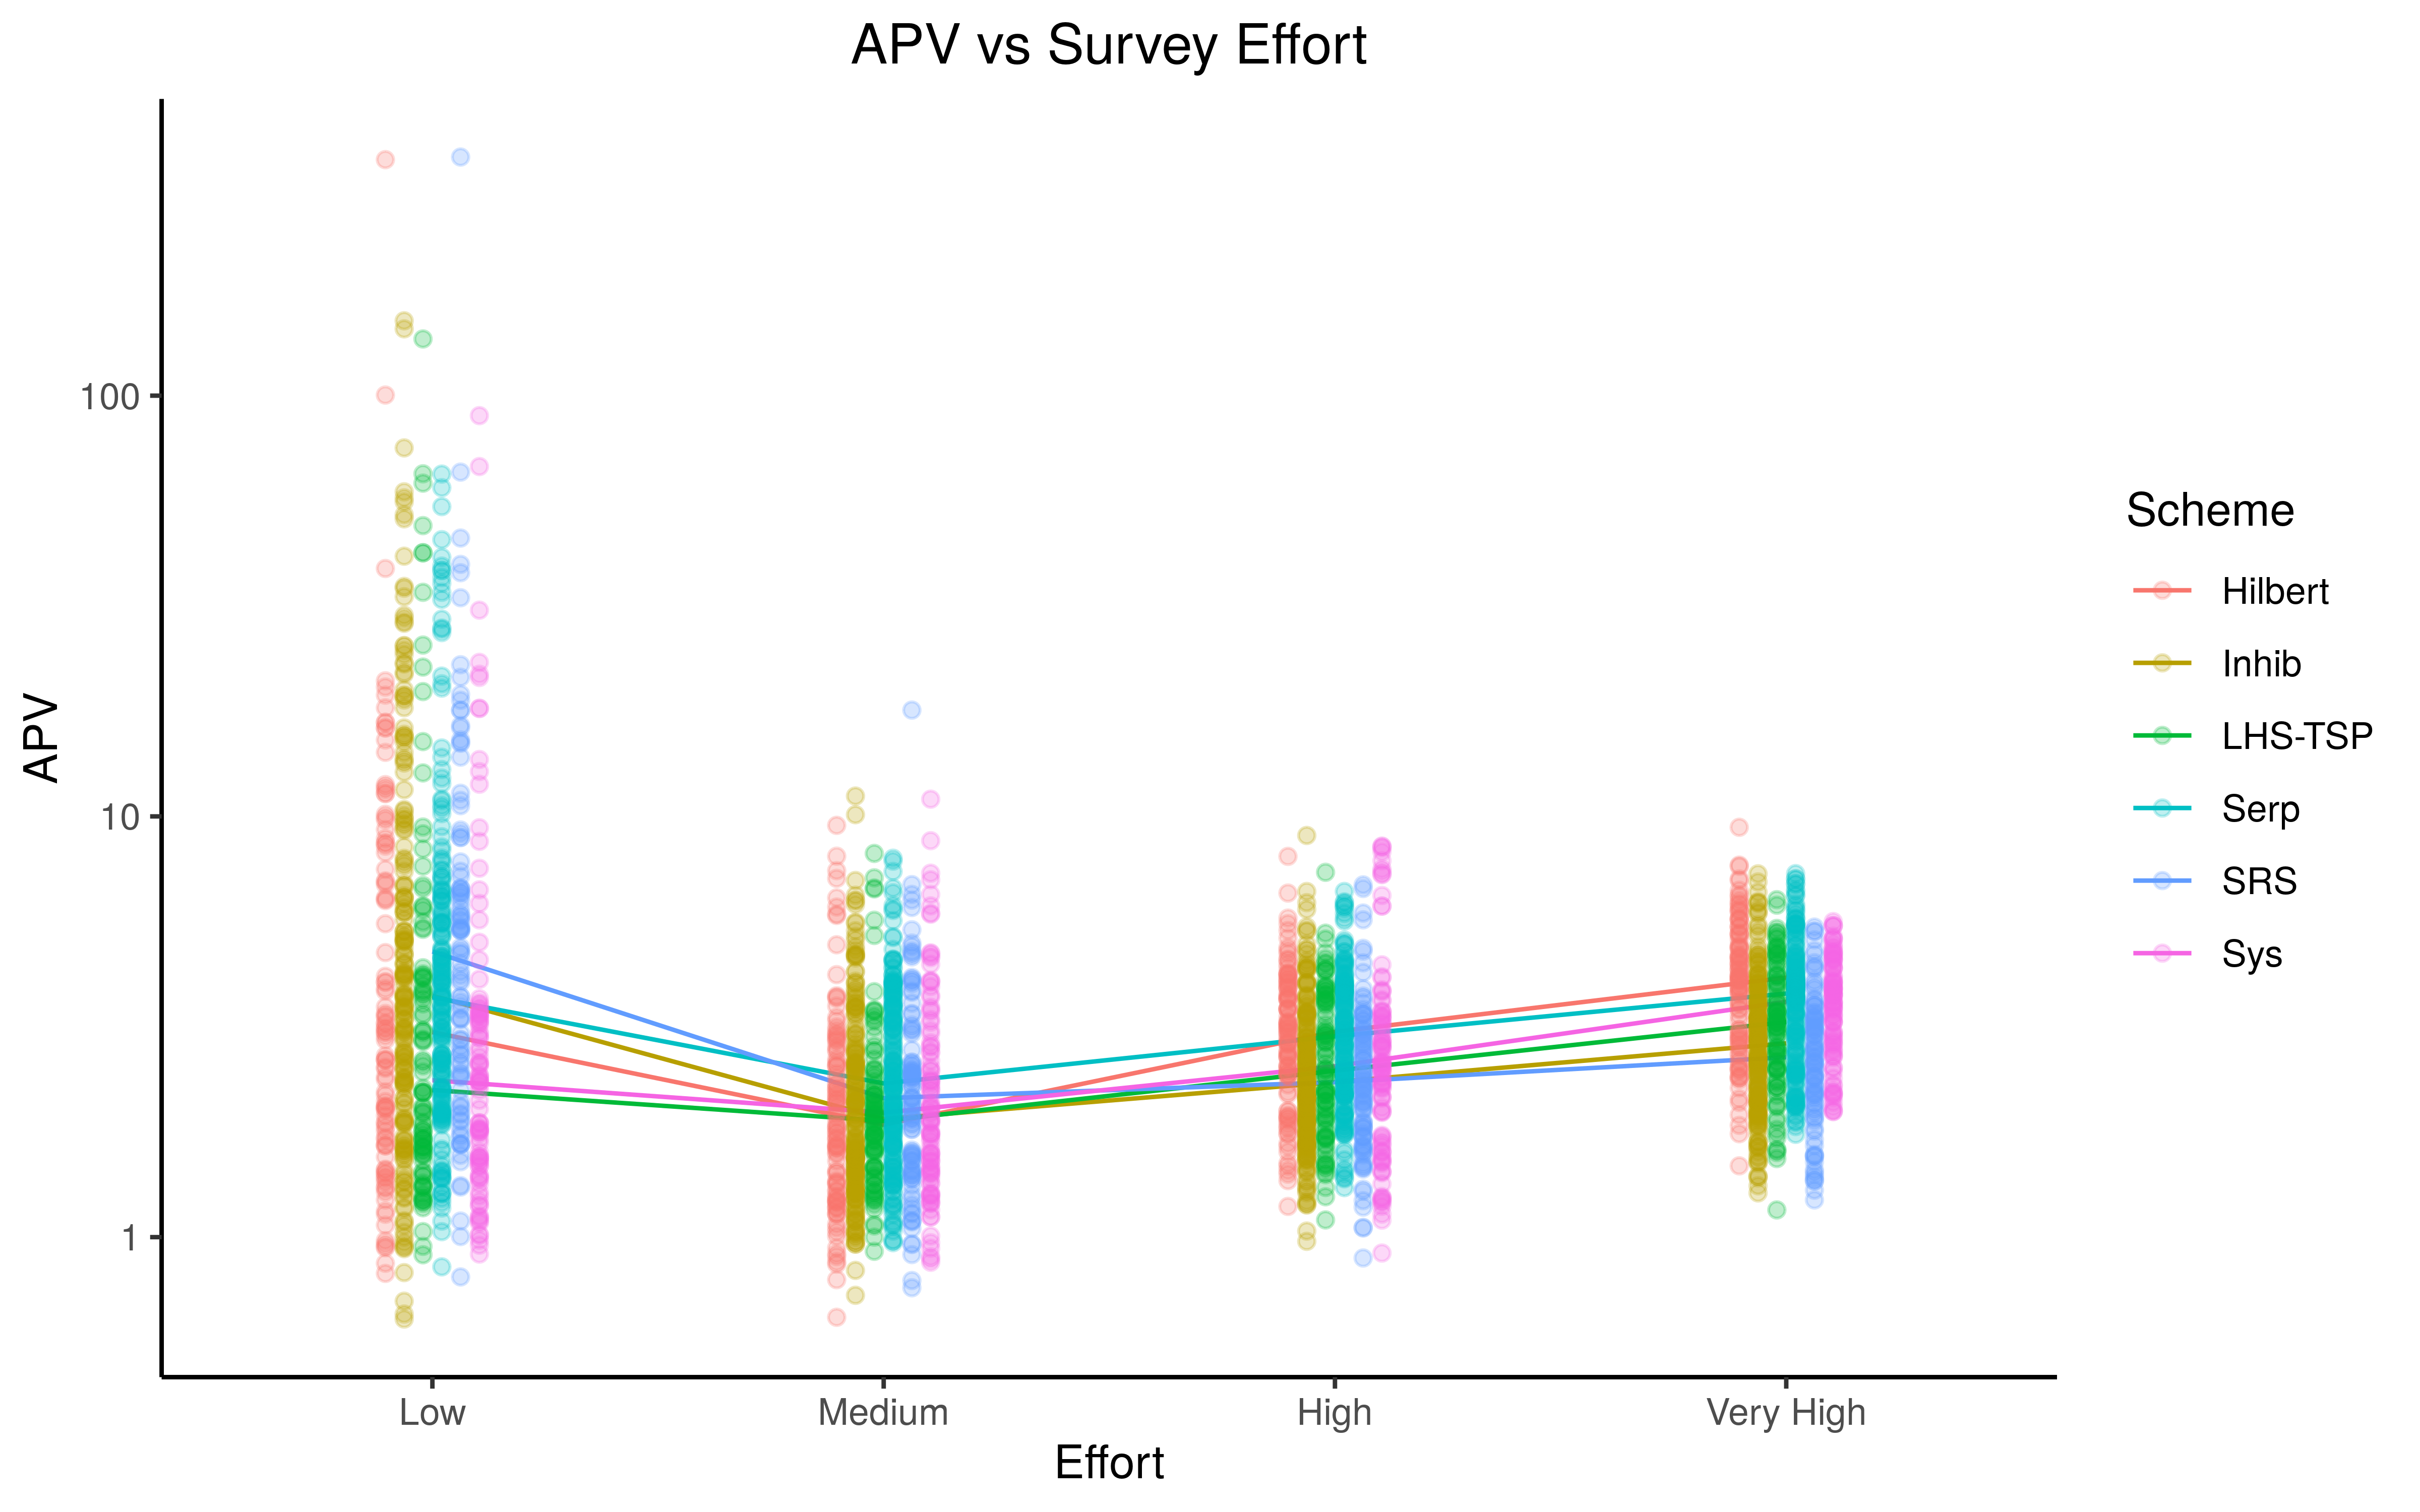 APV vs Survey Effort
APV
100
10
1
Low
Medium
High
Very High
Effort
Scheme
Hilbert
Inhib
LHS-TSP
Serp
SRS
Sys